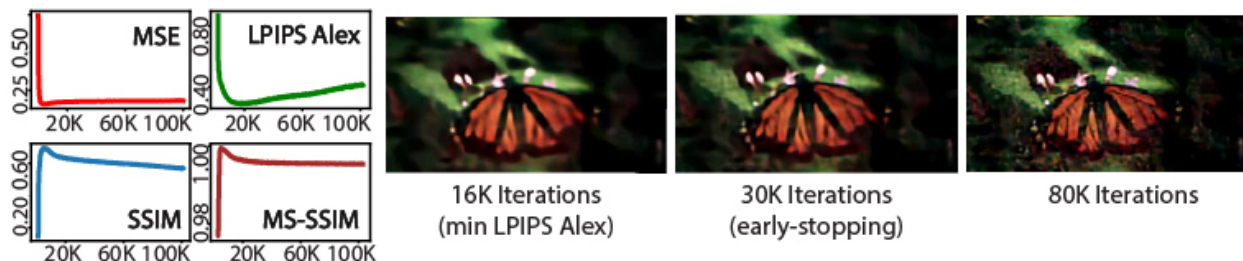 MSE
0.50
0.25
20K 60K 100K
LPIPS Alex
0.80
0.40
20K 60K 100K
SSIM
0.60
0.20
20K 60K 100K
MS-SSIM
1.00
0.98
20K 60K 100K
16K Iterations
(min LPIPS Alex)
30K Iterations
(early-stopping)
80K Iterations